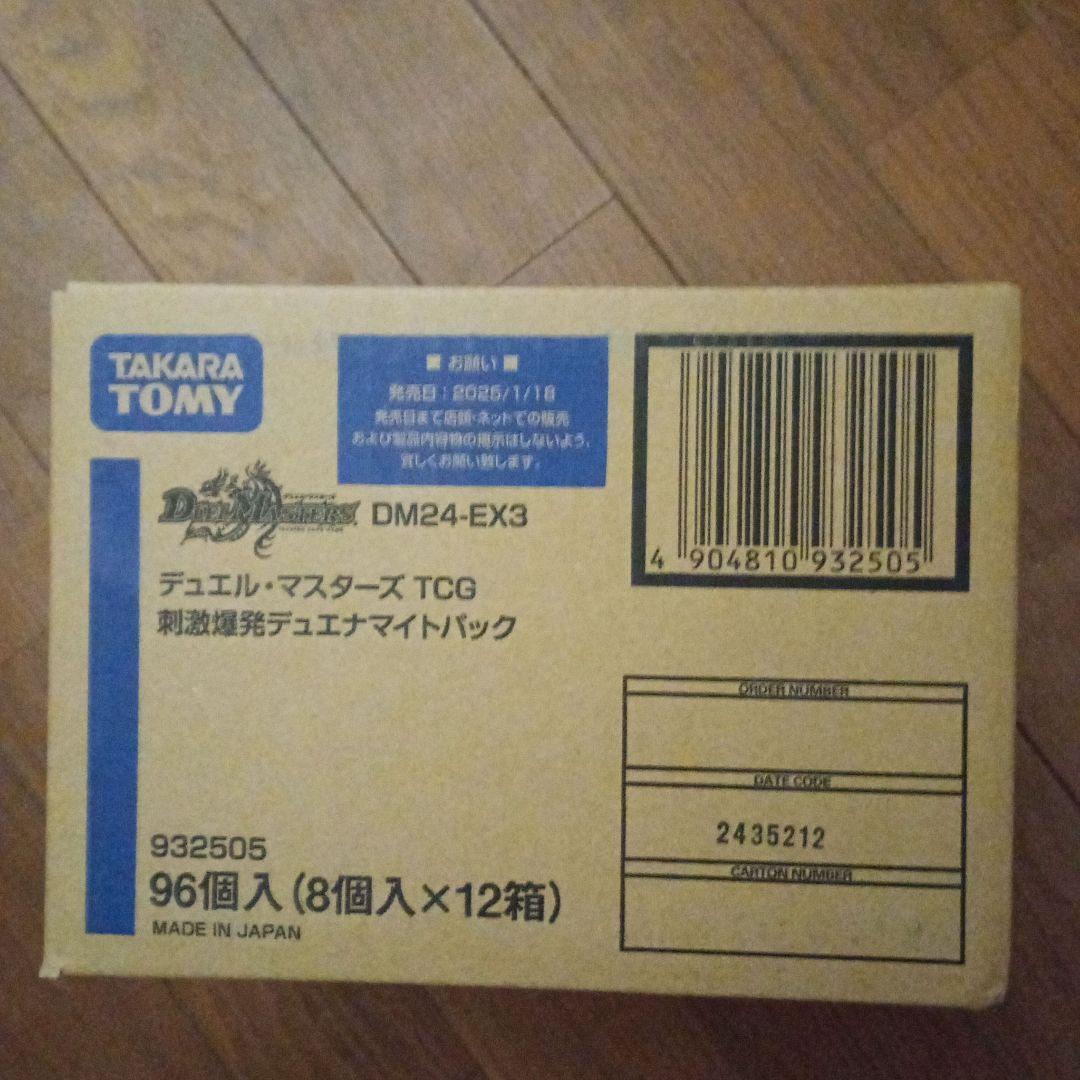 TAKARA
TOMY
■ お願い ■
発売日：2025/1/18
発売日まで店頭・ネットでの販売
および製品内容物の掲示はしないよう、
宜しくお願い致します。
DUEL MASTERS DM24-EX3
デュエル・マスターズ TCG
刺激爆発デュエナマイトパック
4 904810 932505
ORDER NUMBER
DATE CODE
2435212
CARTON NUMBER
932505
96個入(8個入×12箱)
MADE IN JAPAN